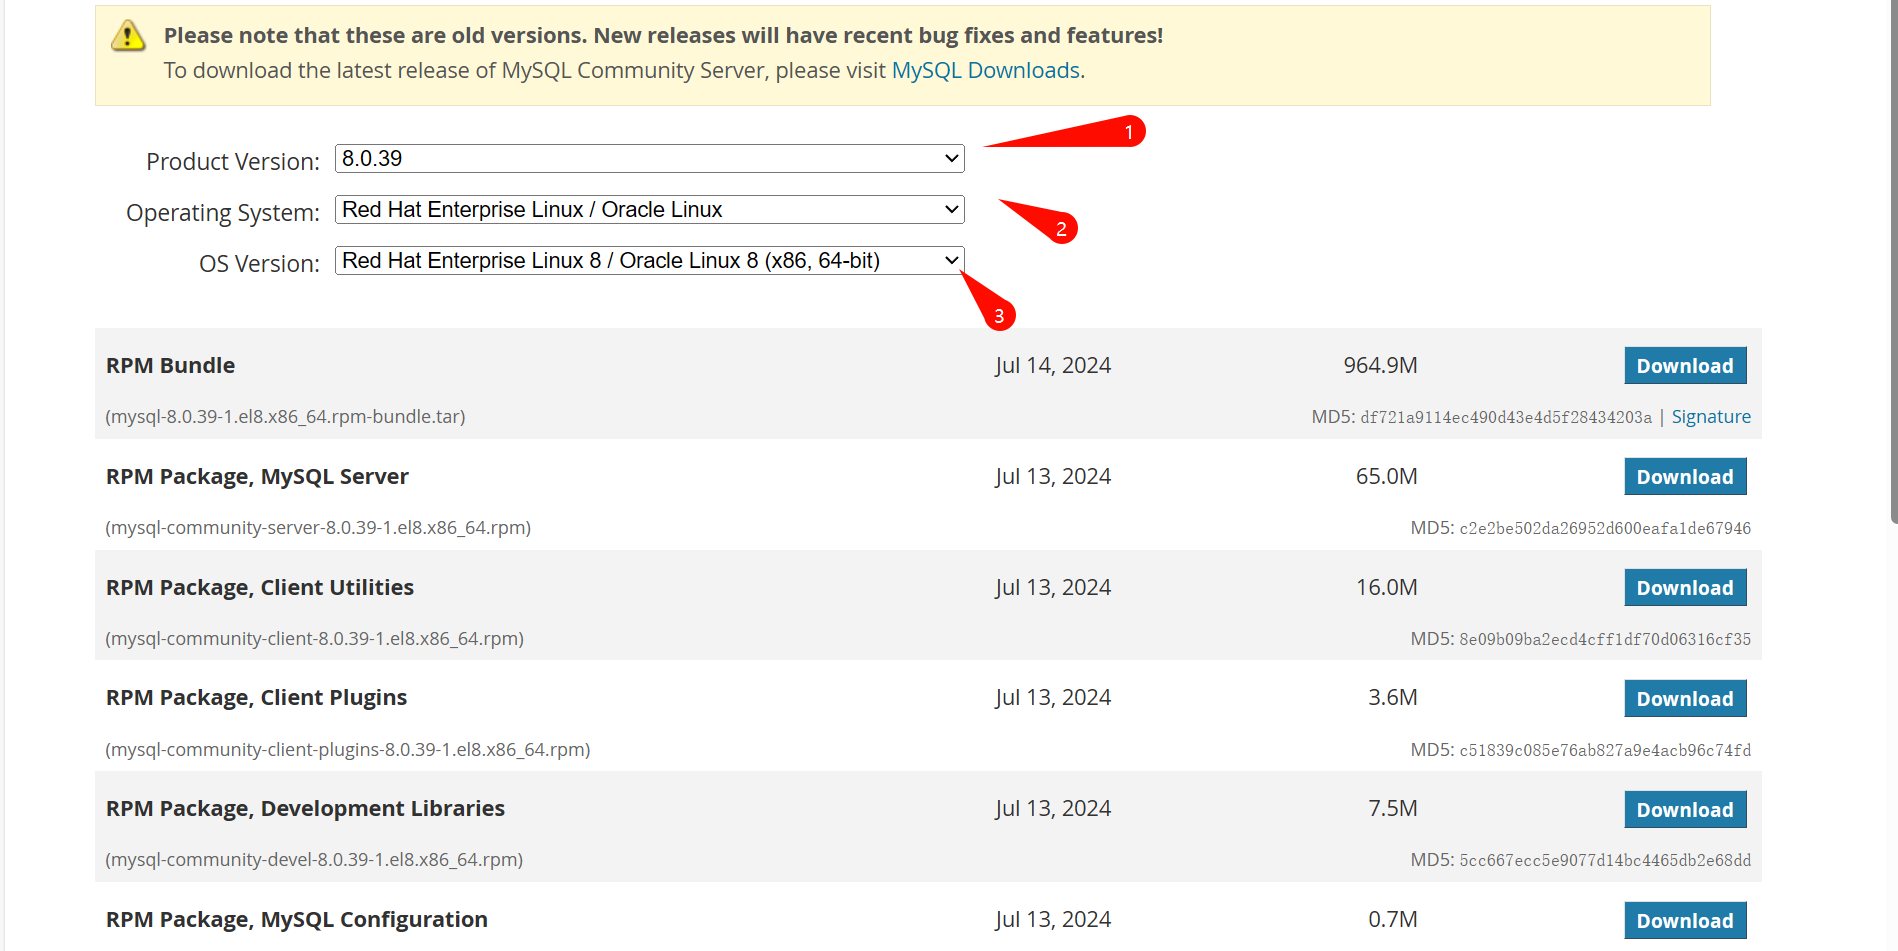 Please note that these are old versions. New releases will have recent bug fixes and features!
To download the latest release of MySQL Community Server, please visit MySQL Downloads.
1
Product Version: 8.0.39
Operating System: Red Hat Enterprise Linux / Oracle Linux
2
OS Version: Red Hat Enterprise Linux 8 / Oracle Linux 8 (x86, 64-bit)
3
RPM Bundle Jul 14, 2024 964.9M Download
(mysql-8.0.39-1.el8.x86_64.rpm-bundle.tar) MD5: df721a9114ec490d43e4d5f28434203a | Signature
RPM Package, MySQL Server Jul 13, 2024 65.0M Download
(mysql-community-server-8.0.39-1.el8.x86_64.rpm) MD5: c2e2be502da26952d600eafa1de67946
RPM Package, Client Utilities Jul 13, 2024 16.0M Download
(mysql-community-client-8.0.39-1.el8.x86_64.rpm) MD5: 8e09b09ba2ecd4cff1df70d06316cf35
RPM Package, Client Plugins Jul 13, 2024 3.6M Download
(mysql-community-client-plugins-8.0.39-1.el8.x86_64.rpm) MD5: c51839c085e76ab827a9e4acb96c74fd
RPM Package, Development Libraries Jul 13, 2024 7.5M Download
(mysql-community-devel-8.0.39-1.el8.x86_64.rpm) MD5: 5cc667ecc5e9077d14bc4465db2e68dd
RPM Package, MySQL Configuration Jul 13, 2024 0.7M Download